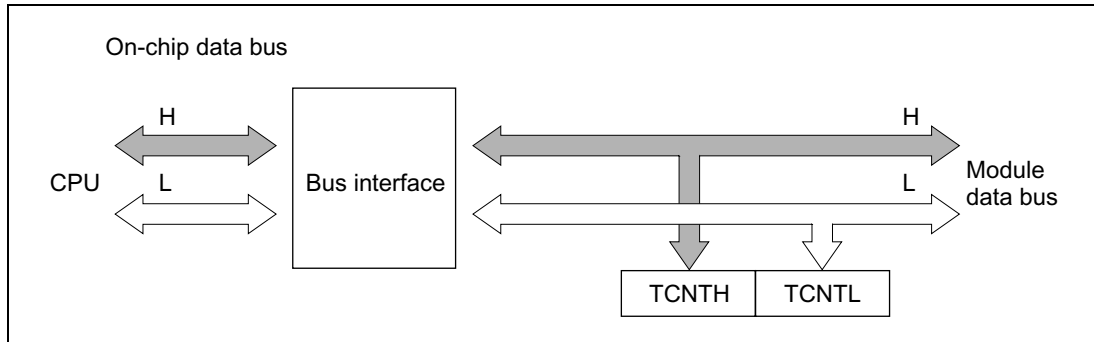 On-chip data bus
H
H
CPU
L
Bus interface
L
Module
data bus
TCNTH
TCNTL